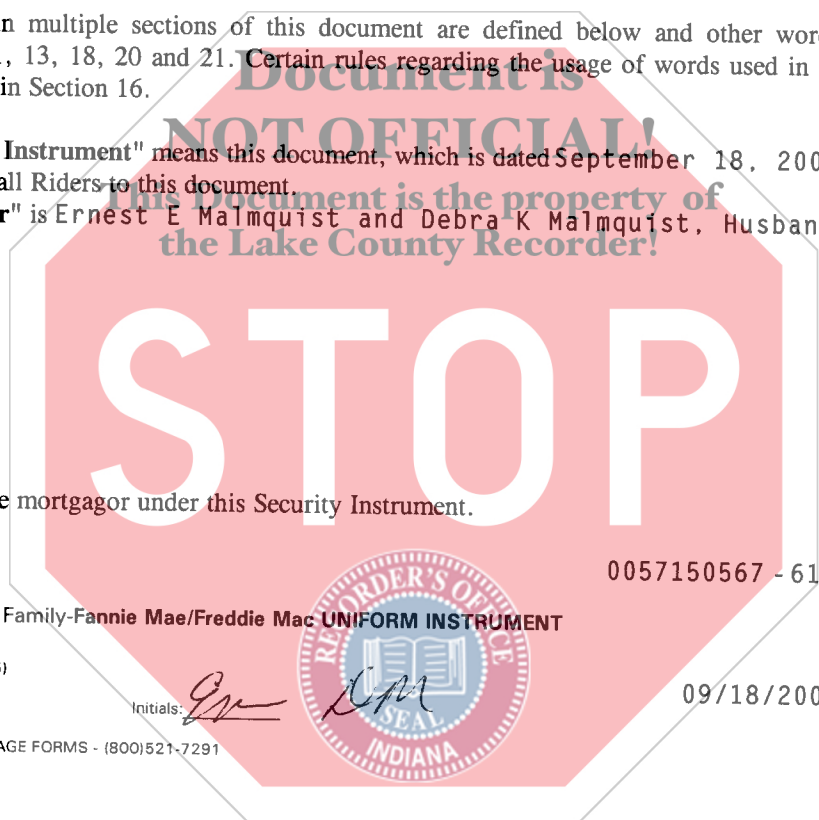 n multiple sections of this document are defined below and other wor
, 13, 18, 20 and 21. Certain rules regarding the usage of words used in
in Section 16.
Document is
NOT OFFICIAL!
Instrument" means this document, which is dated September 18, 200
all Riders to this document.
This Document is the property of
r" is Ernest E Malmquist and Debra K Malmquist, Husban
the Lake County Recorder!
STOP
e mortgagor under this Security Instrument.
0057150567 - 61
Family-Fannie Mae/Freddie Mac UNIFORM INSTRUMENT
RECORDER'S OFFICE
Initials: EM DM
09/18/200
SEAL
INDIANA
AGE FORMS - (800)521-7291